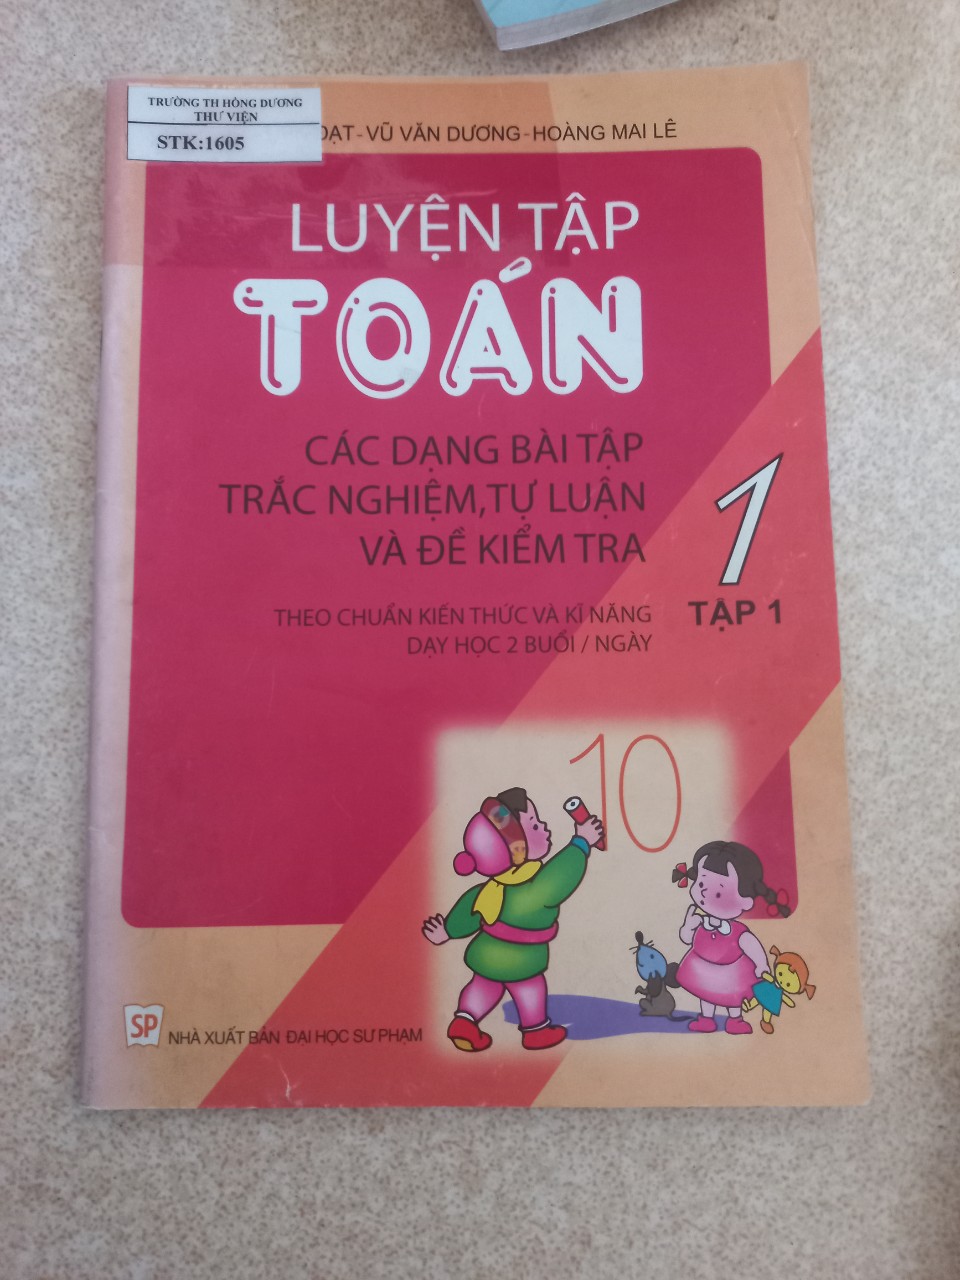 TRƯỜNG TH HỒNG DƯƠNG
THƯ VIỆN
STK:1605
-VŨ VĂN DƯƠNG-HOÀNG MAI LÊ
LUYỆN TẬP
TOÁN
CÁC DẠNG BÀI TẬP
TRẮC NGHIỆM,TỰ LUẬN
VÀ ĐỀ KIỂM TRA
1
TẬP 1
THEO CHUẨN KIẾN THỨC VÀ KĨ NĂNG
DẠY HỌC 2 BUỔI / NGÀY
10
SP
NHÀ XUẤT BẢN ĐẠI HỌC SƯ PHẠM